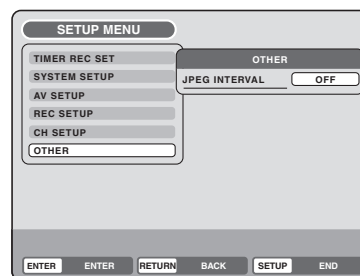 SETUP MENU
TIMER REC SET
SYSTEM SETUP
AV SETUP
REC SETUP
CH SETUP
OTHER
OTHER
JPEG INTERVAL OFF
ENTER ENTER RETURN BACK SETUP END